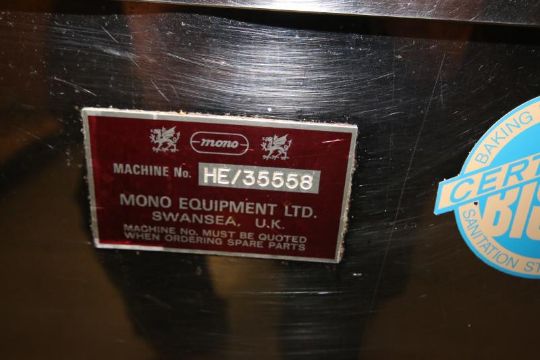 mono
MACHINE No. HE/35558
MONO EQUIPMENT LTD.
SWANSEA, U.K.
MACHINE No. MUST BE QUOTED
WHEN ORDERING SPARE PARTS
BAKING
SANITATION